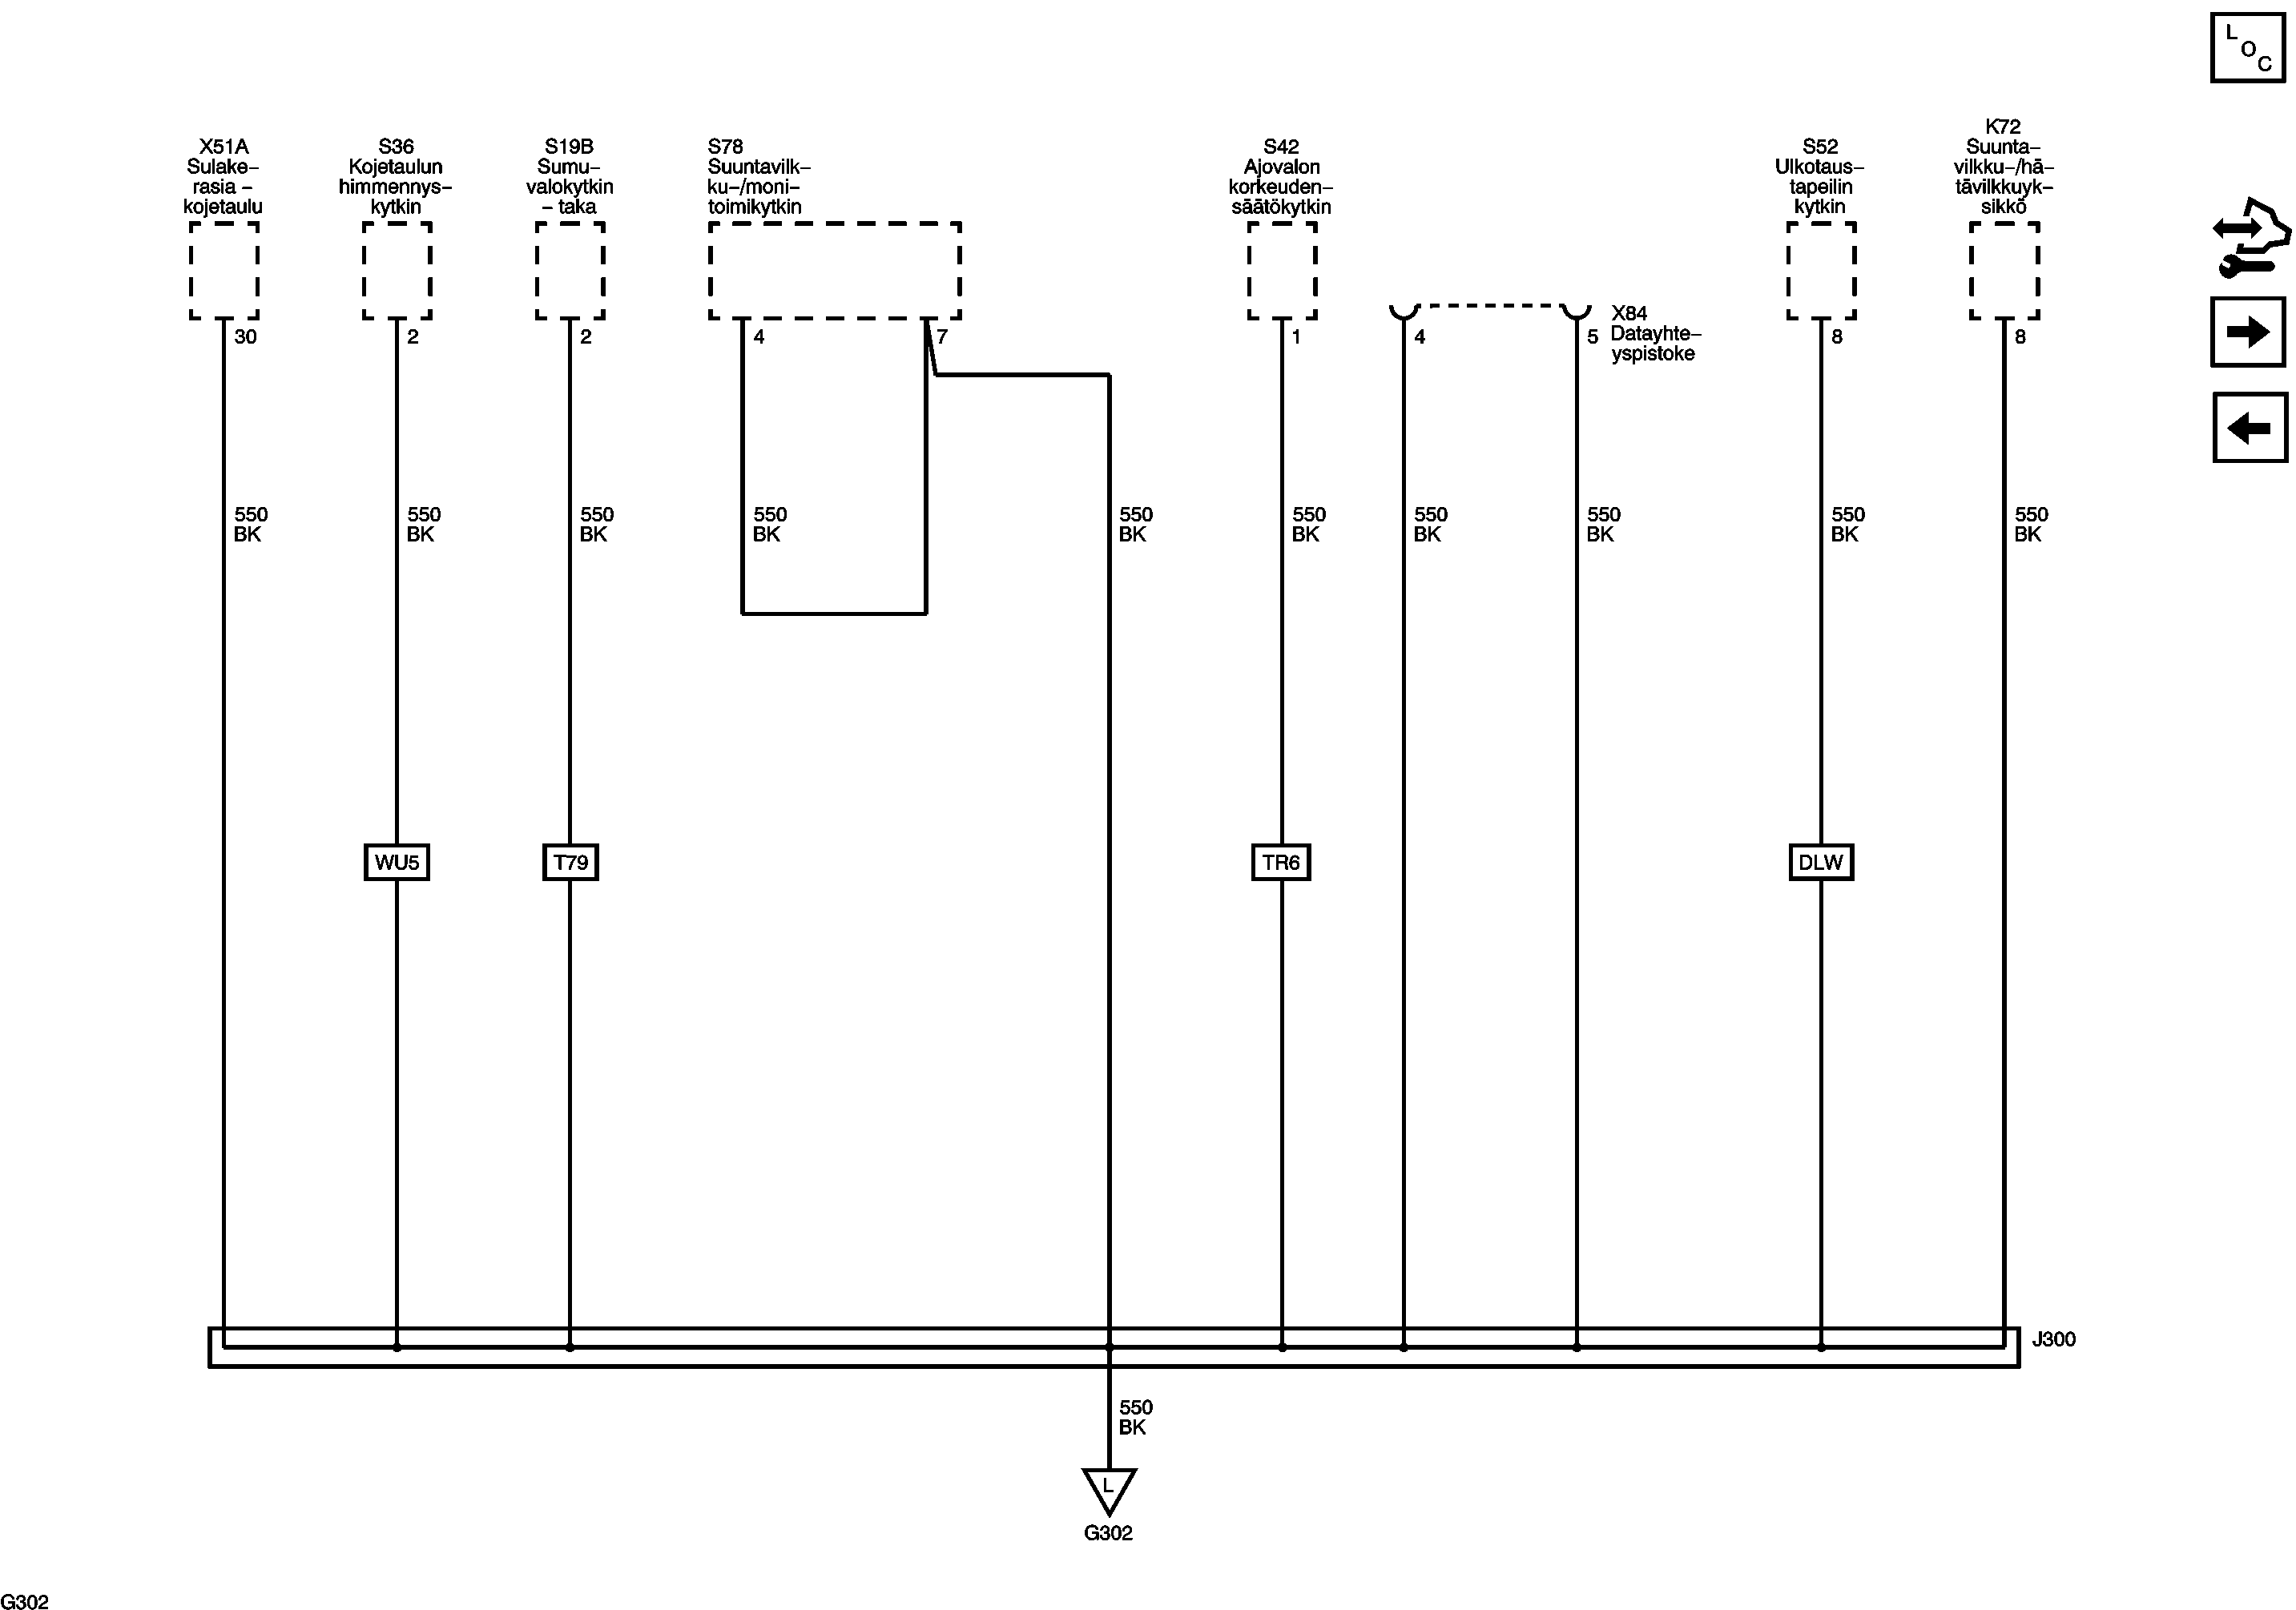 L
O
C
X51A
Sulake–
rasia –
kojetaulu
S36
Kojetaulun
himmennys–
kytkin
S19B
Sumu–
valokytkin
– taka
S78
Suuntavilk–
ku–/moni–
toimikytkin
S42
Ajovalon
korkeuden–
säätökytkin
X84
Datayhte–
yspistoke
S52
Ulkotaus–
tapeilin
kytkin
K72
Suunta–
vilkku–/hä–
tävilkkuyk–
sikkö
30
2
2
4
7
1
4
5
8
8
550
BK
550
BK
550
BK
550
BK
550
BK
550
BK
550
BK
550
BK
550
BK
550
BK
WU5
T79
TR6
DLW
J300
550
BK
L
G302
G302